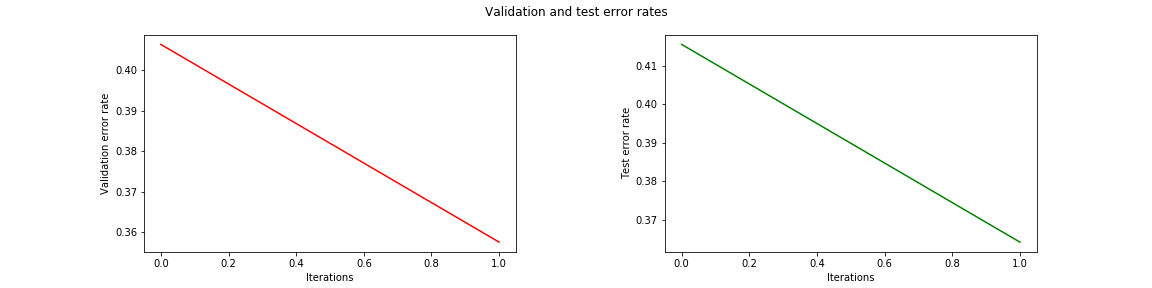 Validation and test error rates
Validation error rate
0.40
0.39
0.38
0.37
0.36
0.0 0.2 0.4 0.6 0.8 1.0
Iterations
Test error rate
0.41
0.40
0.39
0.38
0.37
0.0 0.2 0.4 0.6 0.8 1.0
Iterations